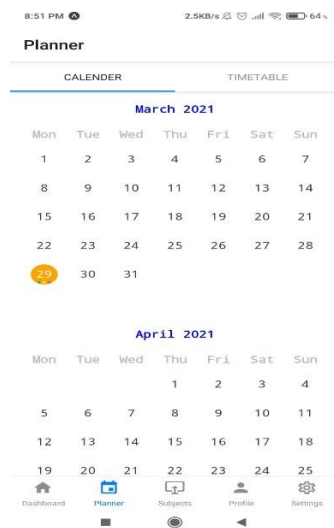 8:51 PM 2.5KB/s 64
Planner
CALENDER TIMETABLE
March 2021
Mon Tue Wed Thu Fri Sat Sun
1 2 3 4 5 6 7
8 9 10 11 12 13 14
15 16 17 18 19 20 21
22 23 24 25 26 27 28
29 30 31
April 2021
Mon Tue Wed Thu Fri Sat Sun
1 2 3 4
5 6 7 8 9 10 11
12 13 14 15 16 17 18
19 20 21 22 23 24 25
Dashboard Planner Subjects Profile Settings